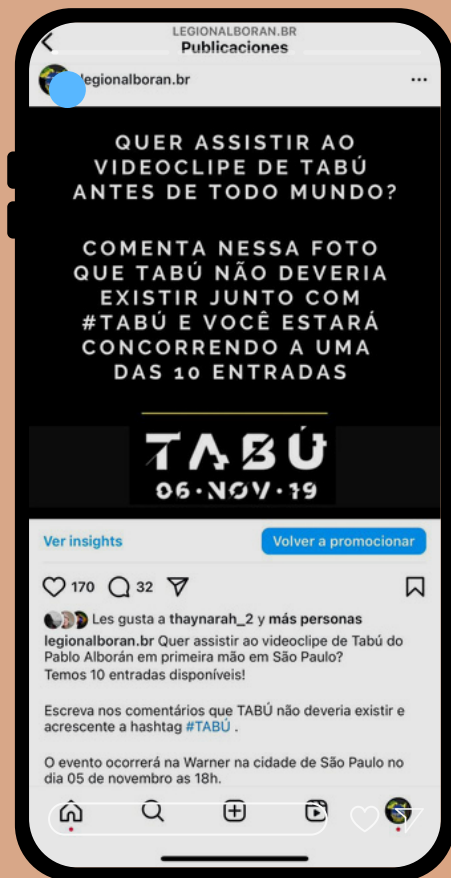 LEGIONALBORAN.BR
Publicaciones
legionalboran.br
QUER ASSISTIR AO
VIDEOCLIPE DE TABÚ
ANTES DE TODO MUNDO?
COMENTA NESSA FOTO
QUE TABÚ NÃO DEVERIA
EXISTIR JUNTO COM
#TABÚ E VOCÊ ESTARÁ
CONCORRENDO A UMA
DAS 10 ENTRADAS
TABÚ
06·NOV·19
Ver insights
Volver a promocionar
170 32
Les gusta a thaynarah_2 y más personas
legionalboran.br Quer assistir ao videoclipe de Tabú do
Pablo Alborán em primeira mão em São Paulo?
Temos 10 entradas disponíveis!
Escreva nos comentários que TABÚ não deveria existir e
acrescente a hashtag #TABÚ .
O evento ocorrerá na Warner na cidade de São Paulo no
dia 05 de novembro as 18h.